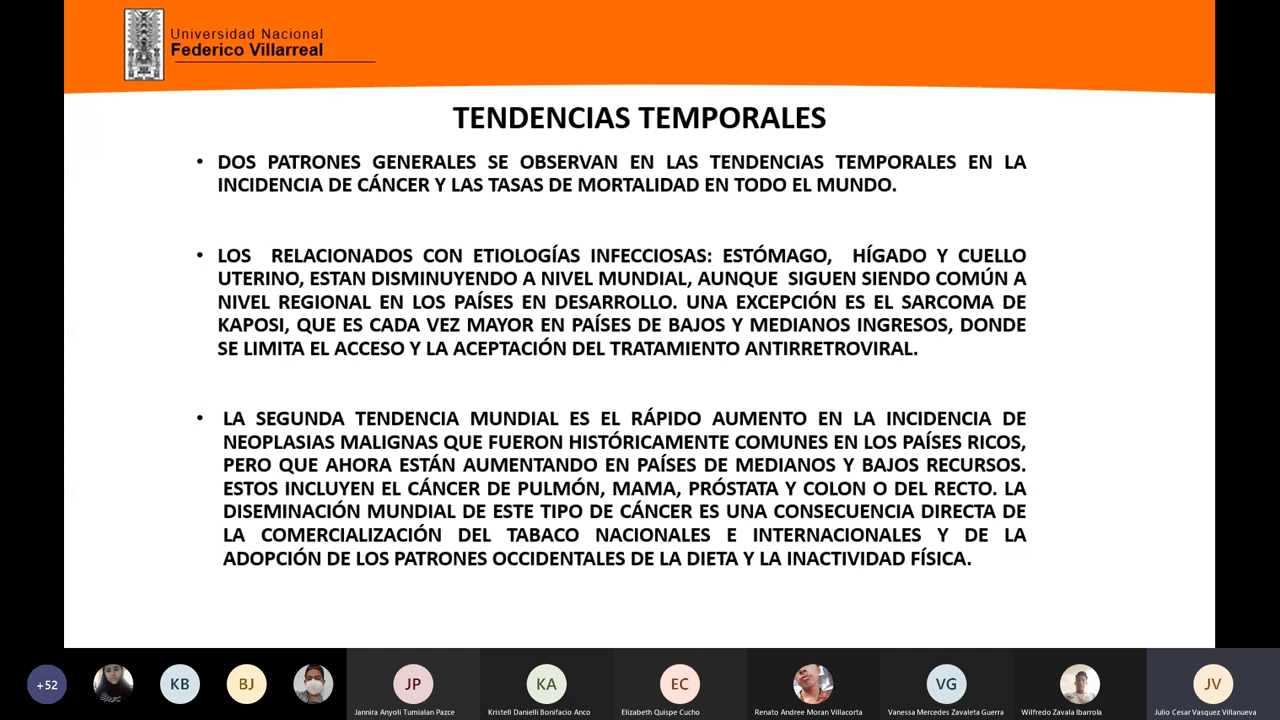 Universidad Nacional
Federico Villarreal
TENDENCIAS TEMPORALES
• DOS PATRONES GENERALES SE OBSERVAN EN LAS TENDENCIAS TEMPORALES EN LA
INCIDENCIA DE CÁNCER Y LAS TASAS DE MORTALIDAD EN TODO EL MUNDO.
• LOS RELACIONADOS CON ETIOLOGÍAS INFECCIOSAS: ESTÓMAGO, HÍGADO Y CUELLO
UTERINO, ESTAN DISMINUYENDO A NIVEL MUNDIAL, AUNQUE SIGUEN SIENDO COMÚN A
NIVEL REGIONAL EN LOS PAÍSES EN DESARROLLO. UNA EXCEPCIÓN ES EL SARCOMA DE
KAPOSI, QUE ES CADA VEZ MAYOR EN PAÍSES DE BAJOS Y MEDIANOS INGRESOS, DONDE
SE LIMITA EL ACCESO Y LA ACEPTACIÓN DEL TRATAMIENTO ANTIRRETROVIRAL.
• LA SEGUNDA TENDENCIA MUNDIAL ES EL RÁPIDO AUMENTO EN LA INCIDENCIA DE
NEOPLASIAS MALIGNAS QUE FUERON HISTÓRICAMENTE COMUNES EN LOS PAÍSES RICOS,
PERO QUE AHORA ESTÁN AUMENTANDO EN PAÍSES DE MEDIANOS Y BAJOS RECURSOS.
ESTOS INCLUYEN EL CÁNCER DE PULMÓN, MAMA, PRÓSTATA Y COLON O DEL RECTO. LA
DISEMINACIÓN MUNDIAL DE ESTE TIPO DE CÁNCER ES UNA CONSECUENCIA DIRECTA DE
LA COMERCIALIZACIÓN DEL TABACO NACIONALES E INTERNACIONALES Y DE LA
ADOPCIÓN DE LOS PATRONES OCCIDENTALES DE LA DIETA Y LA INACTIVIDAD FÍSICA.
+52 KB BJ JP KA EC VG JV
Jannira Anyoli Tumialan Pazce Kristell Danielli Bonifacio Anco Elizabeth Quispe Cucho Renato Andree Moran Villacorta Vanessa Mercedes Zavaleta Guerra Wilfredo Zavala Ibarrola Julio Cesar Vasquez Villanueva